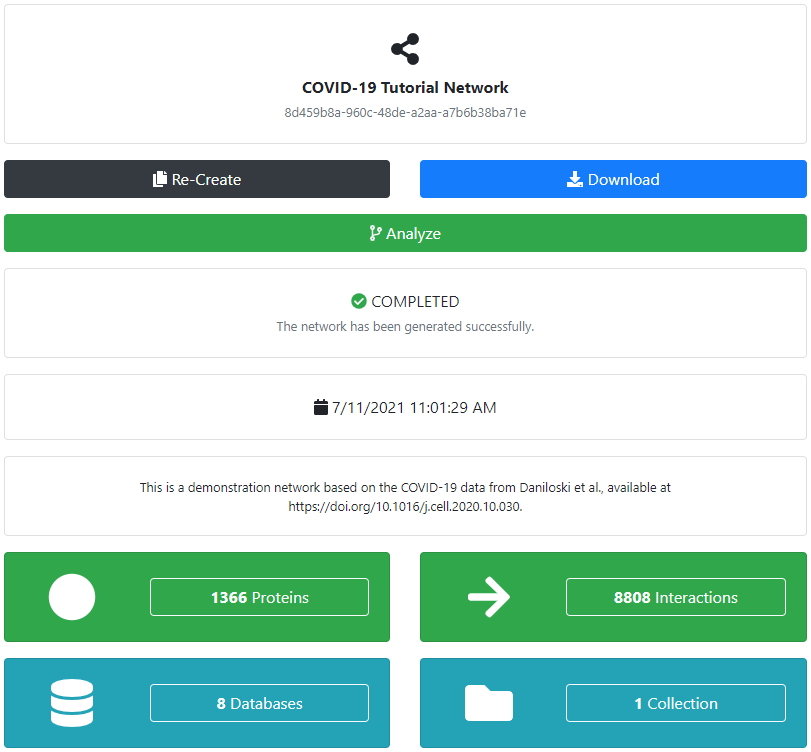 COVID-19 Tutorial Network
8d459b8a-960c-48de-a2aa-a7b6b38ba71e
Re-Create
Download
Analyze
COMPLETED
The network has been generated successfully.
7/11/2021 11:01:29 AM
This is a demonstration network based on the COVID-19 data from Daniloski et al., available at
https://doi.org/10.1016/j.cell.2020.10.030.
1366 Proteins
8808 Interactions
8 Databases
1 Collection